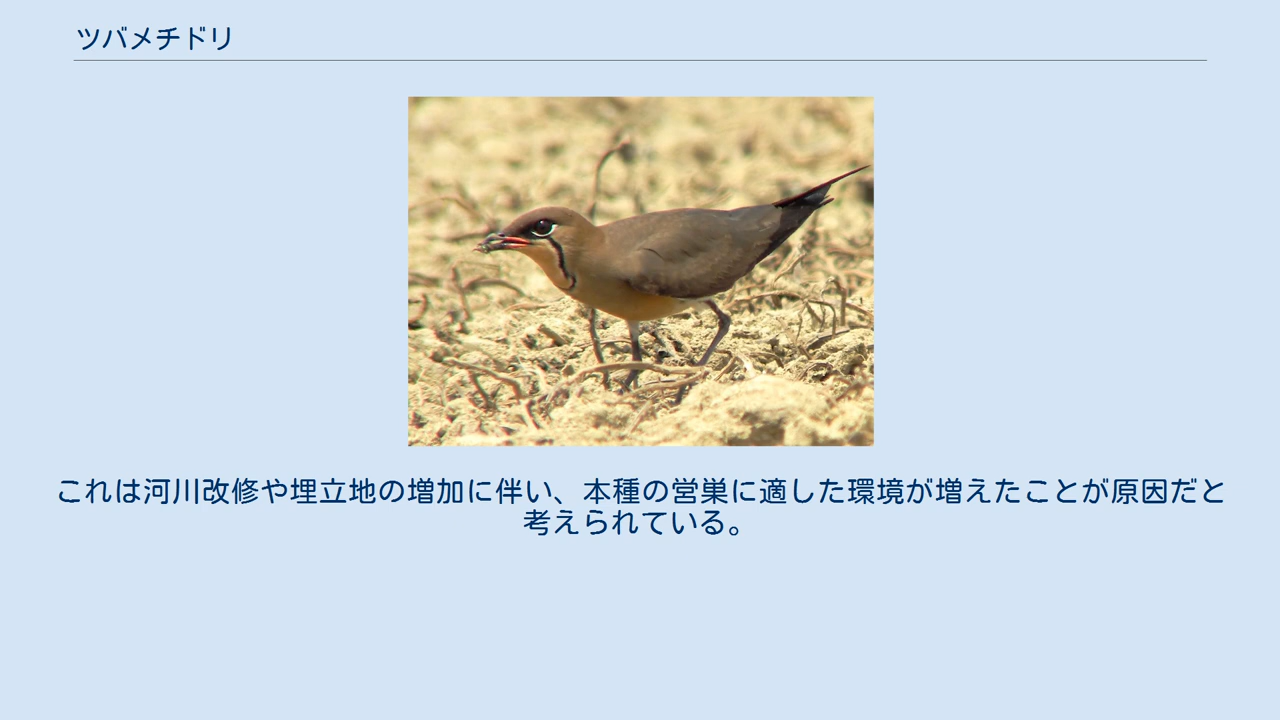 ツバメチドリ
これは河川改修や埋立地の増加に伴い、本種の営巣に適した環境が増えたことが原因だと
考えられている。